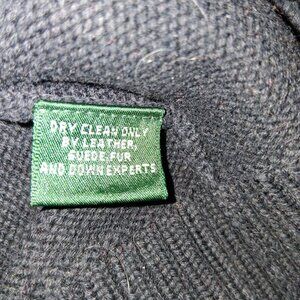 DRY CLEAN ONLY
BY LEATHER,
SUEDE, FUR
AND DOWN EXPERTS